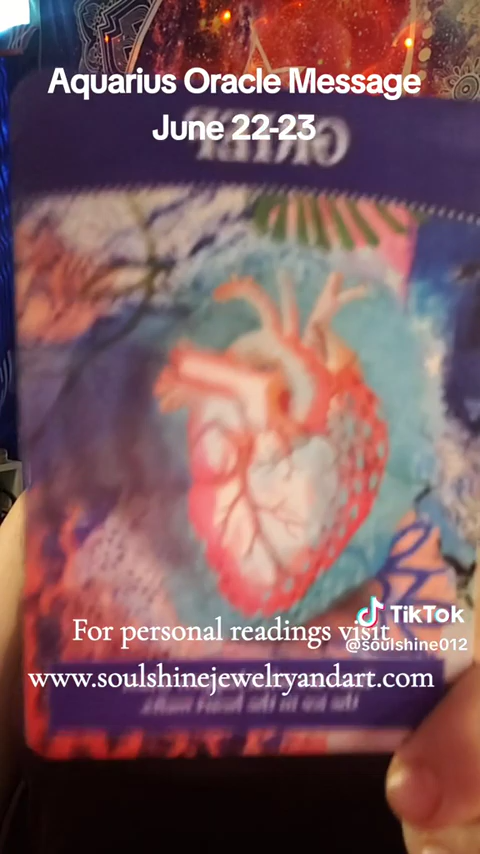 Aquarius Oracle Message
June 22-23
For personal readings visit
TikTok
@soulshine012
www.soulshinejewelryandart.com